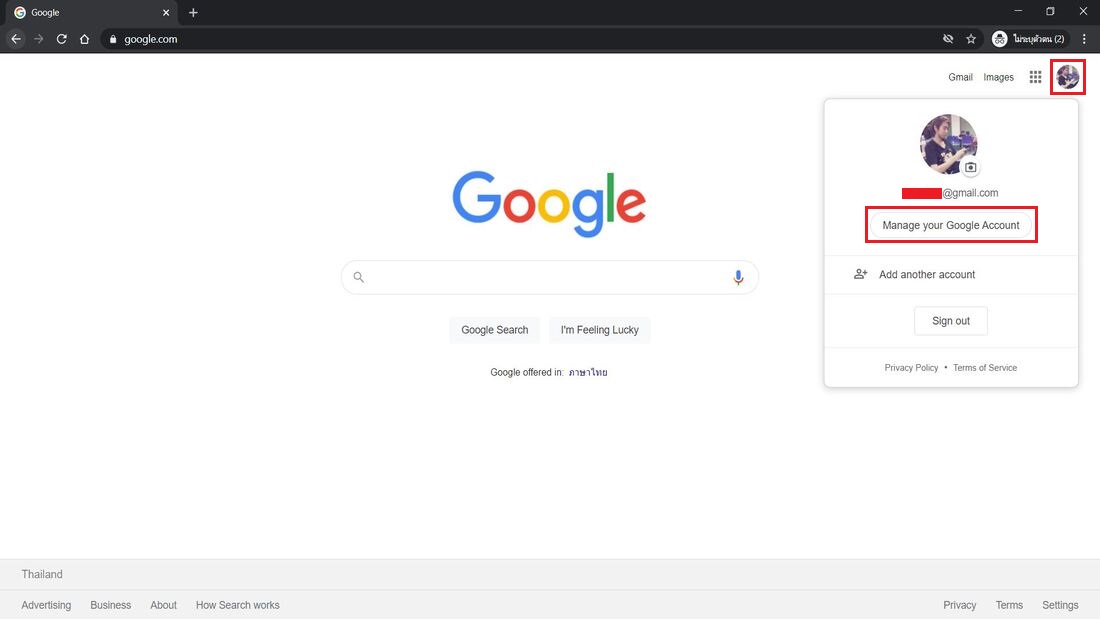 Google
google.com
ไม่ระบุตัวตน (2)
Gmail Images
Google
@gmail.com
Manage your Google Account
Add another account
Sign out
Privacy Policy • Terms of Service
Google Search I'm Feeling Lucky
Google offered in: ภาษาไทย
Thailand
Advertising Business About How Search works
Privacy Terms Settings